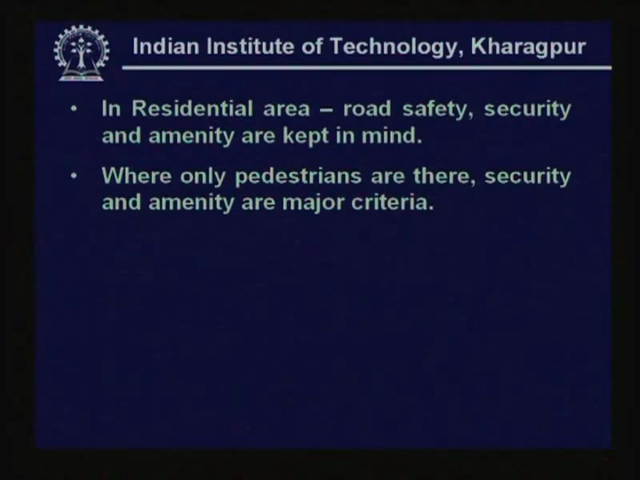 Indian Institute of Technology, Kharagpur
• In Residential area – road safety, security
and amenity are kept in mind.
• Where only pedestrians are there, security
and amenity are major criteria.